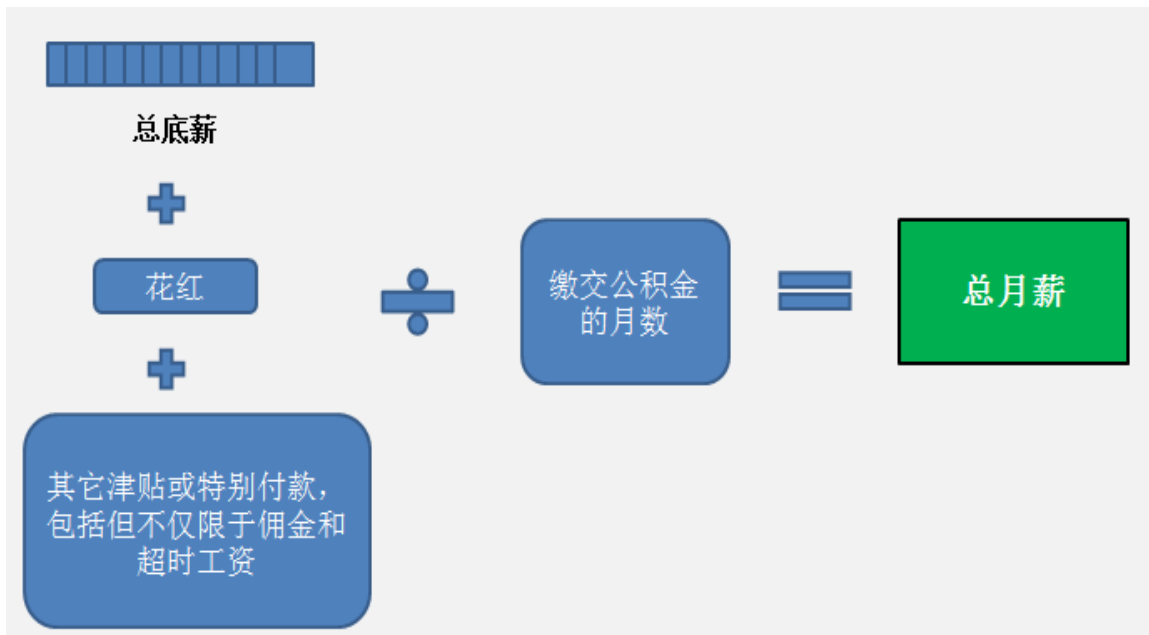 总底薪
花红
其它津贴或特别付款，
包括但不仅限于佣金和
超时工资
缴交公积金
的月数
总月薪